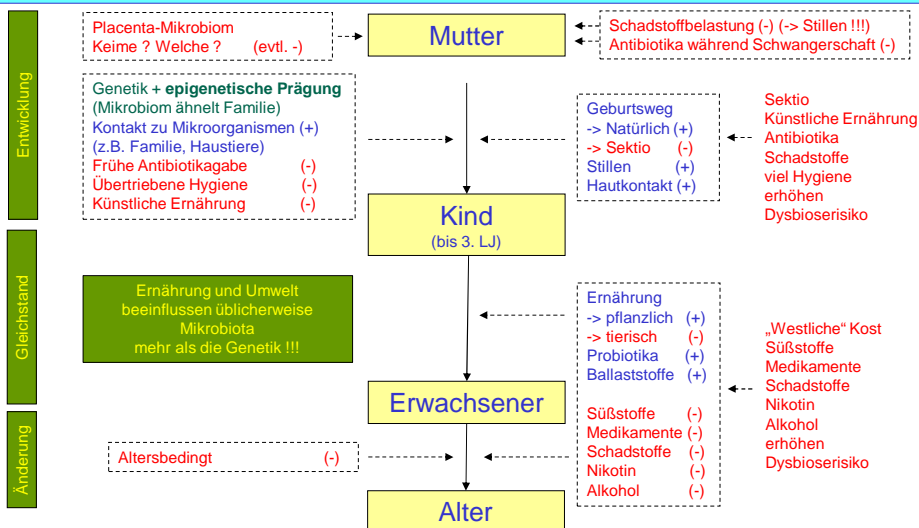 Entwicklung
Gleichstand
Änderung
Placenta-Mikrobiom
Keime ? Welche ? (evtl. -)
Mutter
Schadstoffbelastung (-) (-> Stillen !!!)
Antibiotika während Schwangerschaft (-)
Genetik + epigenetische Prägung
(Mikrobiom ähnelt Familie)
Kontakt zu Mikroorganismen (+)
(z.B. Familie, Haustiere)
Frühe Antibiotikagabe (-)
Übertriebene Hygiene (-)
Künstliche Ernährung (-)
Geburtsweg
-> Natürlich (+)
-> Sektio (-)
Stillen (+)
Hautkontakt (+)
Sektio
Künstliche Ernährung
Antibiotika
Schadstoffe
viel Hygiene
erhöhen
Dysbioserisiko
Kind
(bis 3. LJ)
Ernährung und Umwelt
beeinflussen üblicherweise
Mikrobiota
mehr als die Genetik !!!
Ernährung
-> pflanzlich (+)
-> tierisch (-)
Probiotika (+)
Ballaststoffe (+)
Süßstoffe (-)
Medikamente (-)
Schadstoffe (-)
Nikotin (-)
Alkohol (-)
„Westliche“ Kost
Süßstoffe
Medikamente
Schadstoffe
Nikotin
Alkohol
erhöhen
Dysbioserisiko
Erwachsener
Altersbedingt (-)
Alter